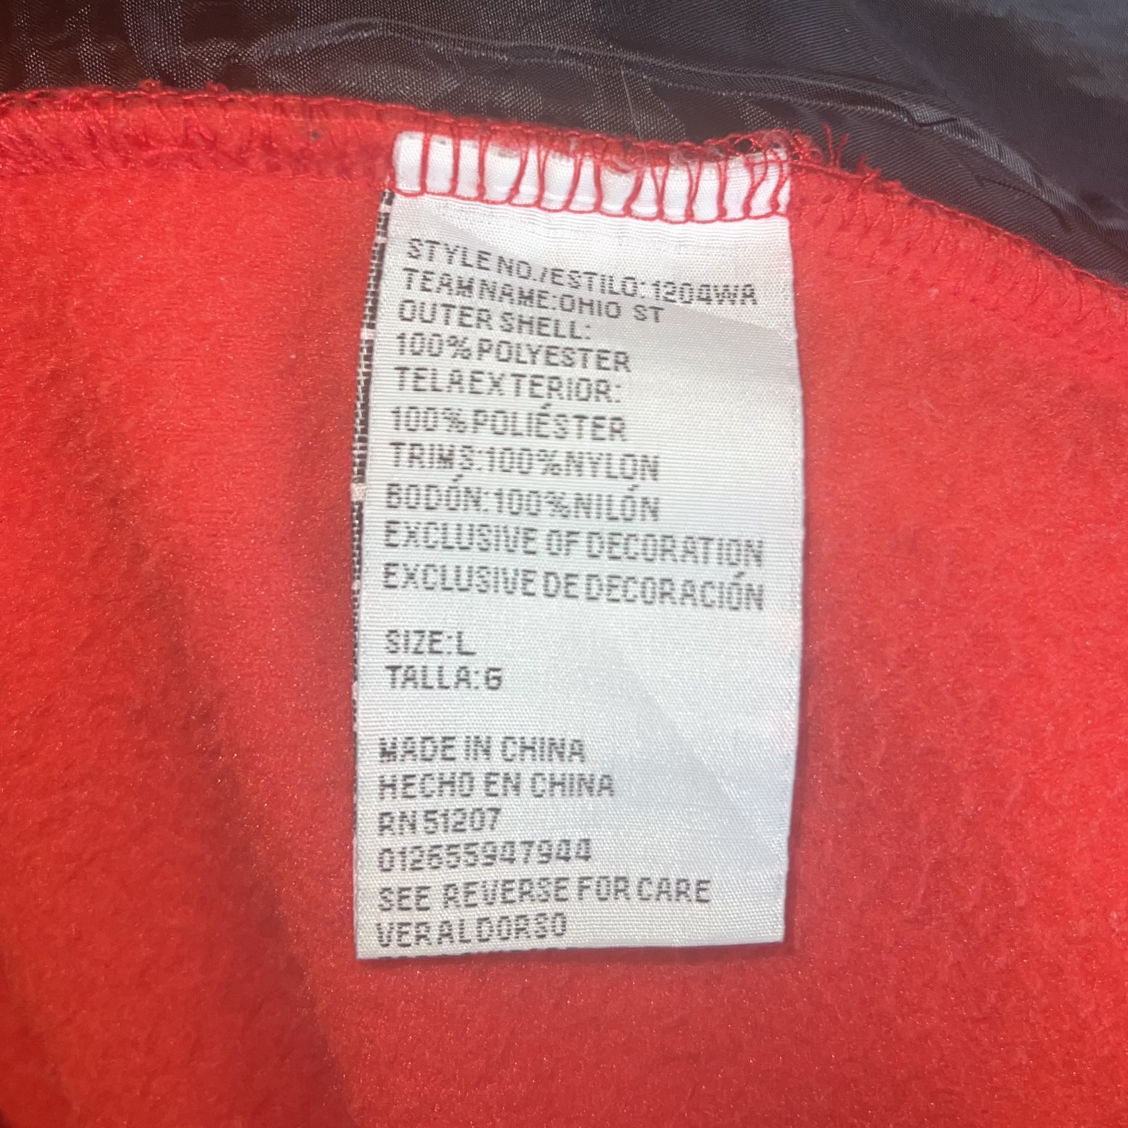 STYLE NO./ESTILO: 1204WA
TEAM NAME: OHIO ST
OUTER SHELL:
100% POLYESTER
TELA EXTERIOR:
100% POLIÉSTER
TRIMS: 100% NYLON
BODÓN: 100% NILÓN
EXCLUSIVE OF DECORATION
EXCLUSIVE DE DECORACIÓN
SIZE: L
TALLA: G
MADE IN CHINA
HECHO EN CHINA
RN 51207
012655947944
SEE REVERSE FOR CARE
VER AL DORSO